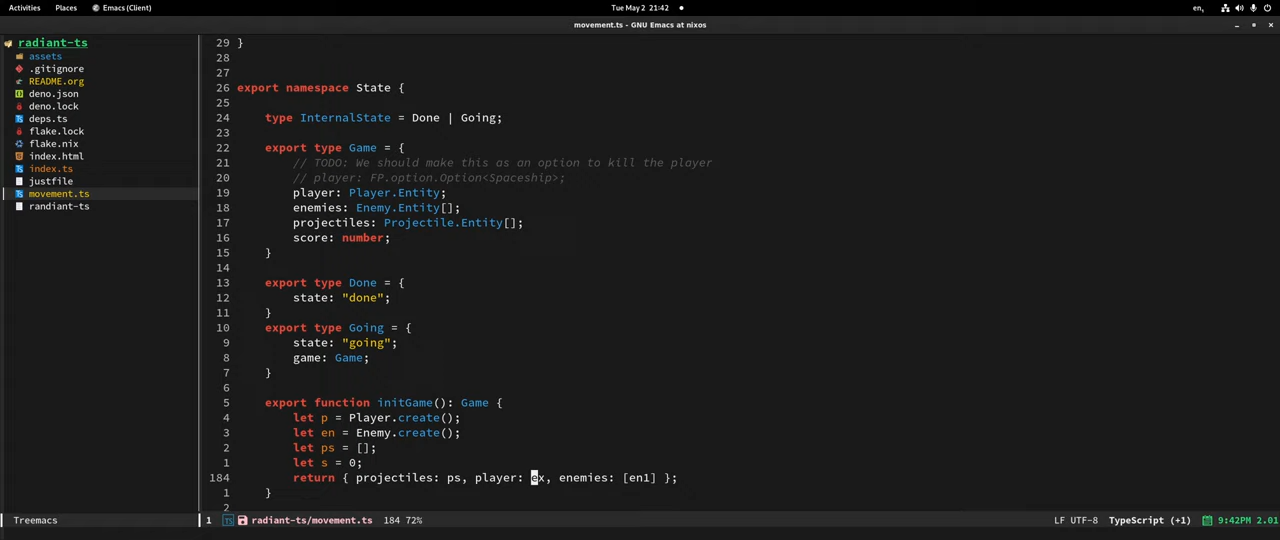 Activities Places Emacs (Client) Tue May 2 21:42 en,
movement.ts - GNU Emacs at nixos
radiant-ts
assets
.gitignore
README.org
deno.json
deno.lock
deps.ts
flake.lock
flake.nix
index.html
index.ts
justfile
movement.ts
randiant-ts
29 }
28
27
26 export namespace State {
25
24 type InternalState = Done | Going;
23
22 export type Game = {
21 // TODO: We should make this as an option to kill the player
20 // player: FP.option.Option<Spaceship>;
19 player: Player.Entity;
18 enemies: Enemy.Entity[];
17 projectiles: Projectile.Entity[];
16 score: number;
15 }
14
13 export type Done = {
12 state: "done";
11 }
10 export type Going = {
9 state: "going";
8 game: Game;
7 }
6
5 export function initGame(): Game {
4 let p = Player.create();
3 let en = Enemy.create();
2 let ps = [];
1 let s = 0;
184 return { projectiles: ps, player: ex, enemies: [en1] };
1 }
2
Treemacs 1 radiant-ts/movement.ts 184 72% LF UTF-8 TypeScript (+1) 9:42PM 2.01